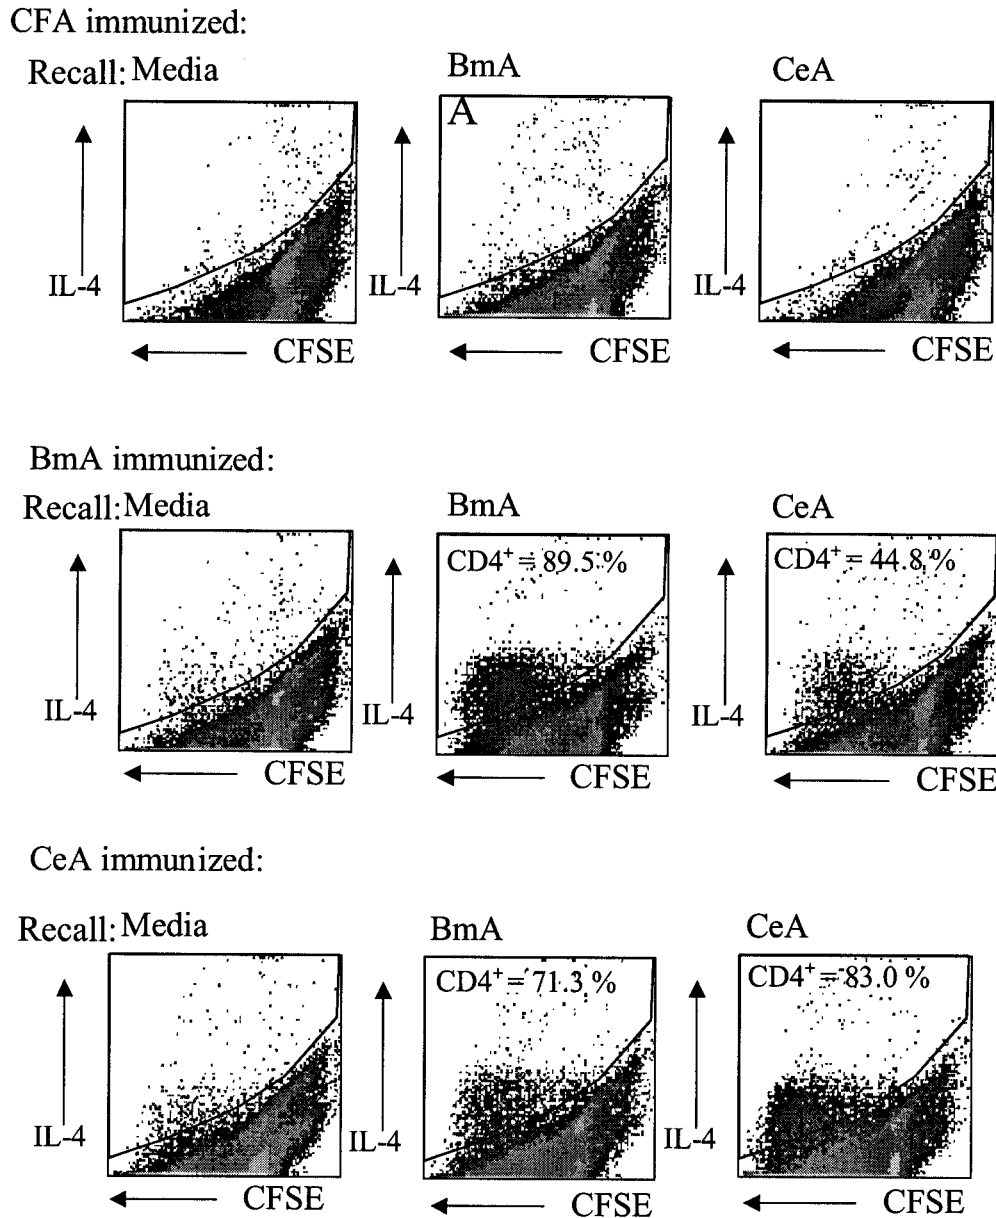 CFA immunized:
Recall: Media BmA CeA
A
IL-4 IL-4 IL-4
CFSE CFSE CFSE
BmA immunized:
Recall: Media BmA CeA
CD4+ = 89.5 % CD4+ = 44.8 %
IL-4 IL-4 IL-4
CFSE CFSE CFSE
CeA immunized:
Recall: Media BmA CeA
CD4+ = 71.3 % CD4+ = 83.0 %
IL-4 IL-4 IL-4
CFSE CFSE CFSE